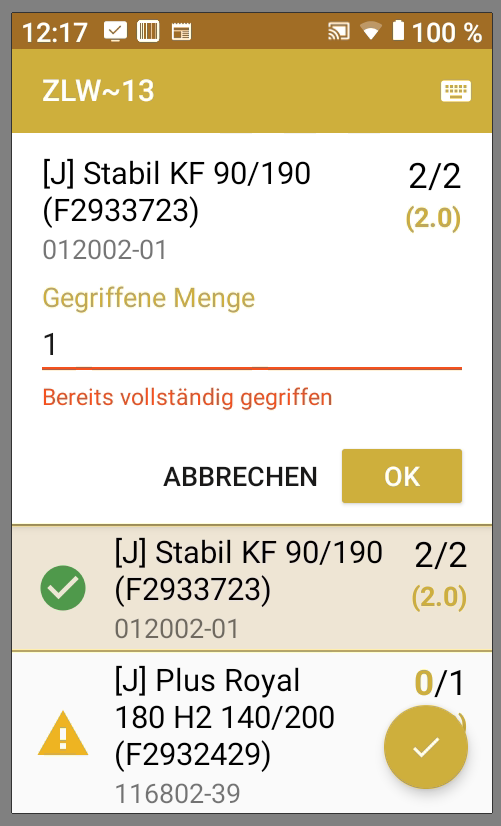 12:17 100 %
ZLW~13
[J] Stabil KF 90/190 2/2
(F2933723) (2.0)
012002-01
Gegriffene Menge
1
Bereits vollständig gegriffen
ABBRECHEN OK
[J] Stabil KF 90/190 2/2
(F2933723) (2.0)
012002-01
[J] Plus Royal 0/1
180 H2 140/200 )
(F2932429)
116802-39